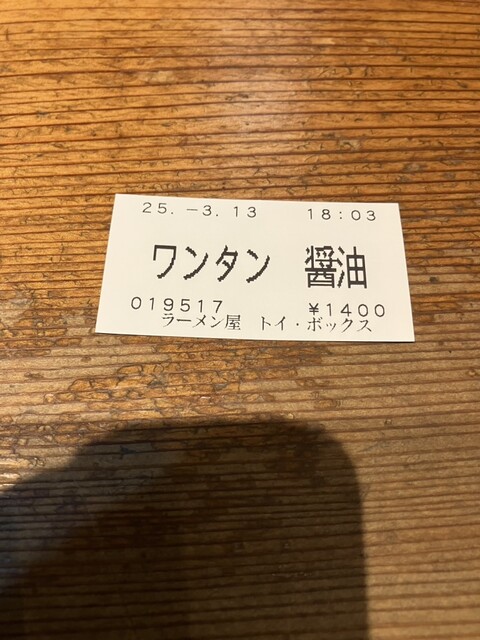 25.-3.13 18:03
ワンタン 醤油
019517 ¥1400
ラーメン屋 トイ・ボックス